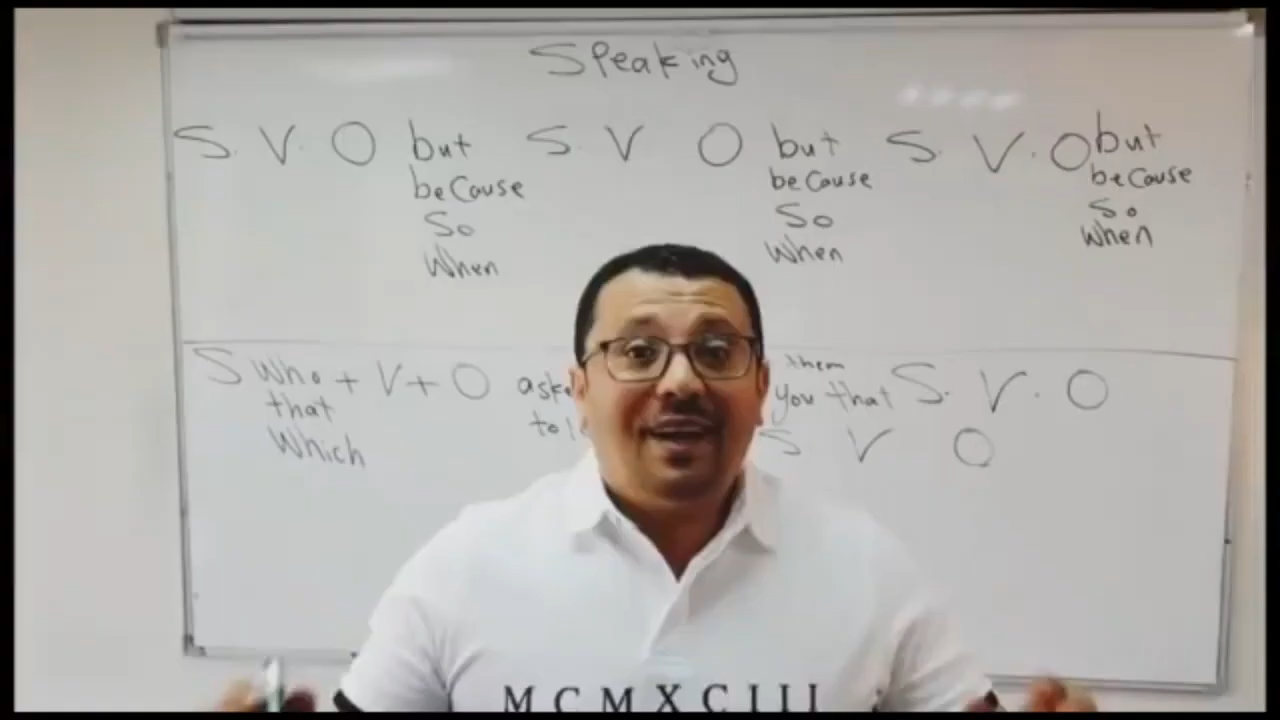 Speaking
S. V. O but S. V O but S. V. O but
because because because
So So So
When When When
S who + V + O them
that you that S. V. O
Which S V O
MCMXCIII